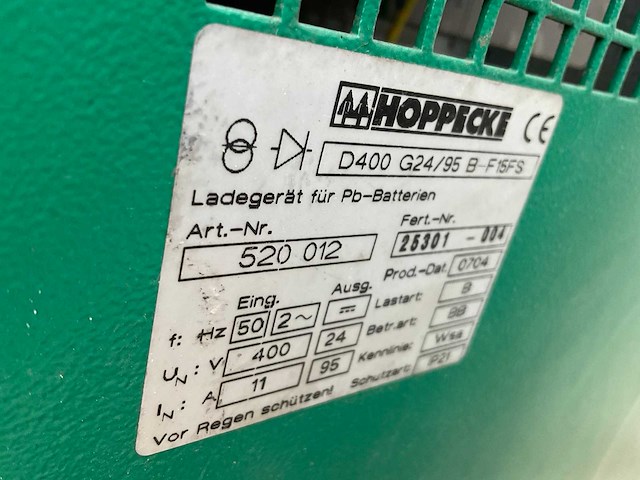 HOPPECKE CE
D400 G24/95 B-F15FS
Ladegerät für Pb-Batterien
Art.-Nr. Fert.-Nr.
520 012 25301 -004
Prod.-Dat. 0704
Eing. Ausg. Lastart: 9
f: Hz 50 2~ ⎓ Betr.art:
U_N: V 400 24 Kennlinie: Wsa
I_N: A 11 95 Schutzart: P21
Vor Regen schützen!